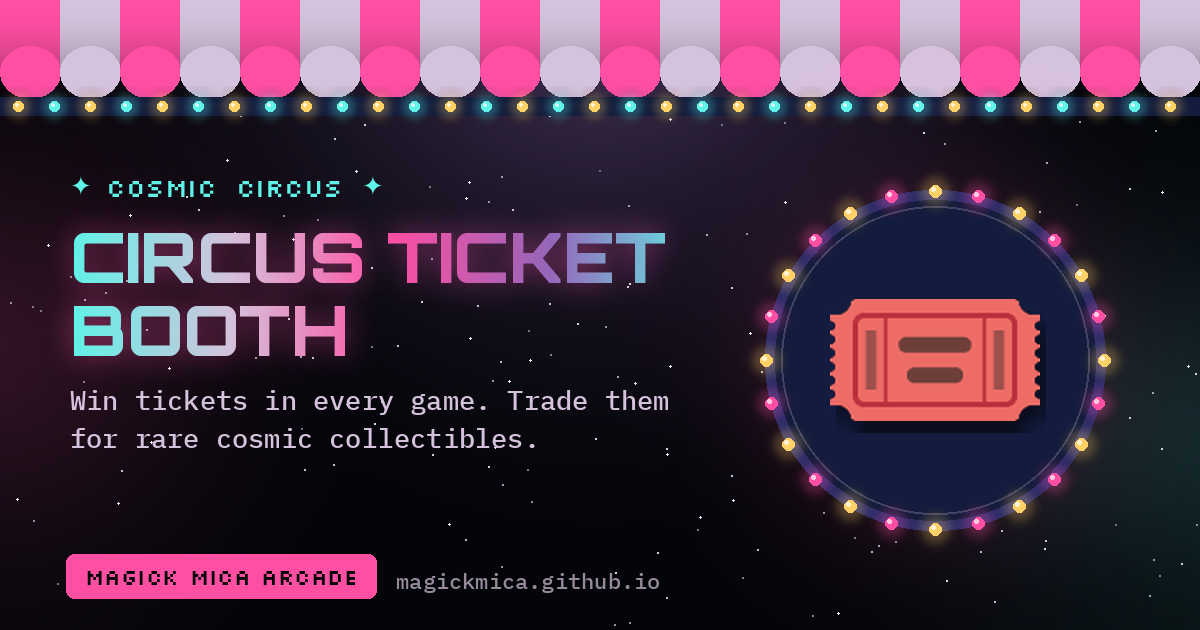 ✦ COSMIC CIRCUS ✦
CIRCUS TICKET
BOOTH
Win tickets in every game. Trade them
for rare cosmic collectibles.
MAGICK MICA ARCADE
magickmica.github.io